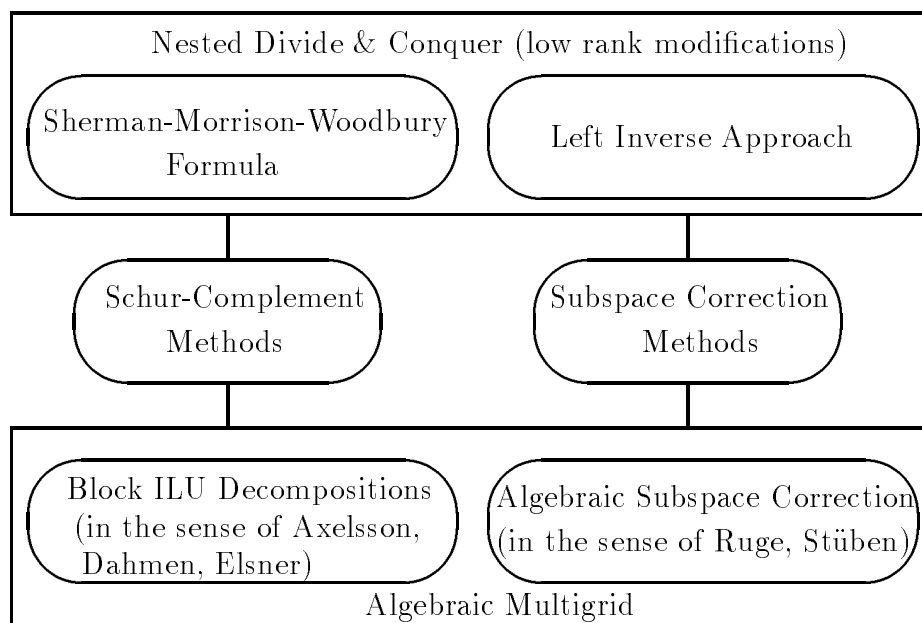 Nested Divide & Conquer (low rank modifications)
Sherman-Morrison-Woodbury
Formula
Left Inverse Approach
Schur-Complement
Methods
Subspace Correction
Methods
Block ILU Decompositions
(in the sense of Axelsson,
Dahmen, Elsner)
Algebraic Subspace Correction
(in the sense of Ruge, Stüben)
Algebraic Multigrid